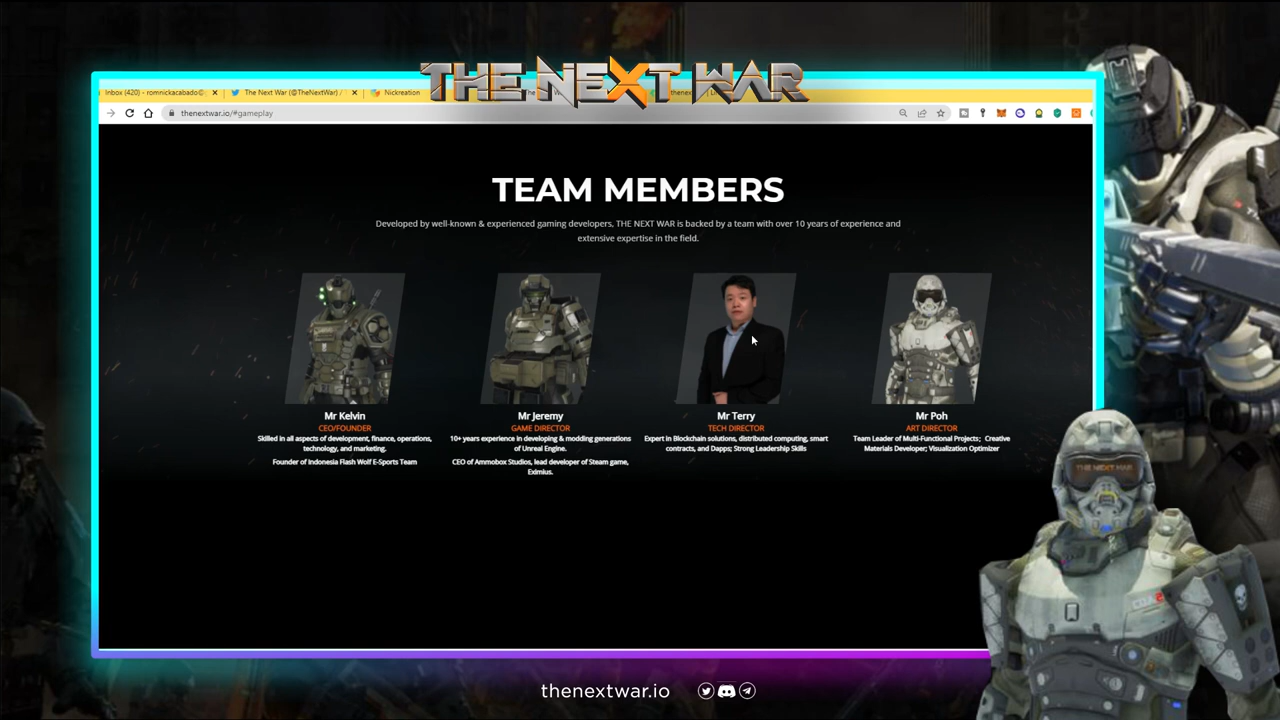 THE NEXT WAR
Inbox (420) - romnickacabado@
The Next War (@TheNextWar) /
Nickreation
thenextwar.io/#gameplay
TEAM MEMBERS
Developed by well-known & experienced gaming developers, THE NEXT WAR is backed by a team with over 10 years of experience and
extensive expertise in the field.
Mr Kelvin
CEO/FOUNDER
Skilled in all aspects of development, finance, operations,
technology, and marketing.
Founder of Indonesia Flash Wolf E-Sports Team
Mr Jeremy
GAME DIRECTOR
10+ years experience in developing & modding generations
of Unreal Engine.
CEO of Ammobox Studios, lead developer of Steam game,
Eximius.
Mr Terry
TECH DIRECTOR
Expert in Blockchain solutions, distributed computing, smart
contracts, and Dapps; Strong Leadership Skills
Mr Poh
ART DIRECTOR
Team Leader of Multi-Functional Projects; Creative
Materials Developer; Visualization Optimizer
THE NEXT WAR
thenextwar.io